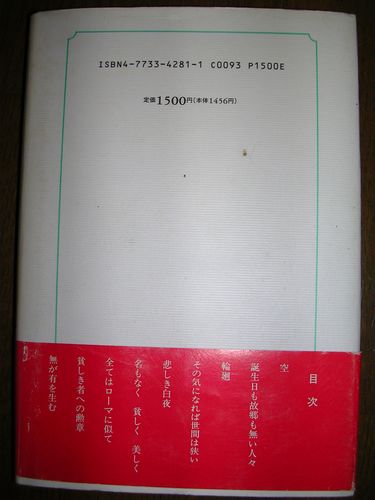 ISBN4-7733-4281-1 C0093 P1500E
定価1500円(本体1456円)
目次
空
誕生日も故郷も無い人々
輪廻
その気になれば世間は狭い
悲しき白夜
名もなく 貧しく 美しく
全てはローマに似て
貧しき者への勲章
無が有を生む